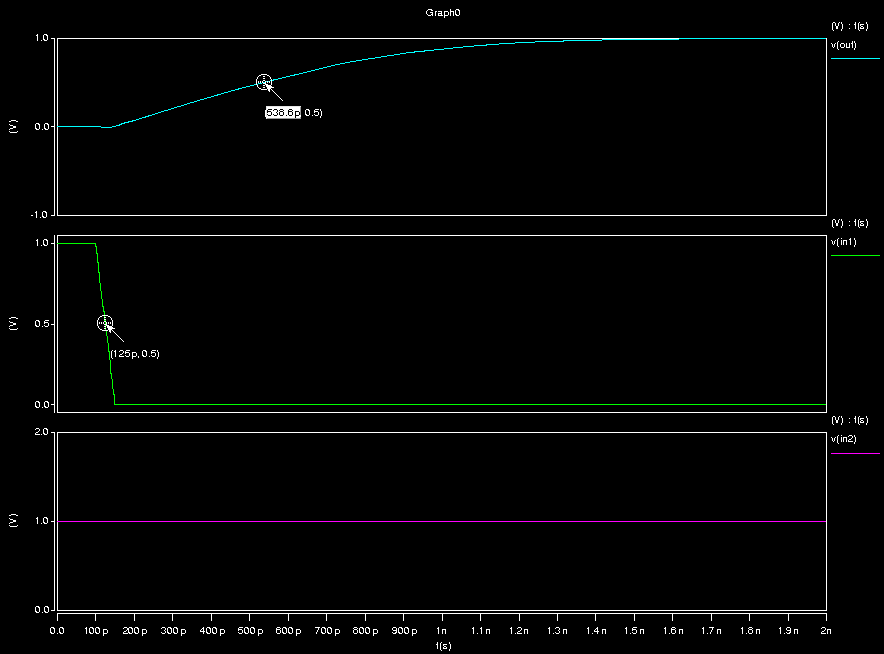 Graph0
(V) : t(s)
v(out)
1.0
0.0
-1.0
(V)
(538.6p, 0.5)
(V) : t(s)
v(in1)
1.0
0.5
0.0
(V)
(125p, 0.5)
(V) : t(s)
v(in2)
2.0
1.0
0.0
(V)
0.0 100p 200p 300p 400p 500p 600p 700p 800p 900p 1n 1.1n 1.2n 1.3n 1.4n 1.5n 1.6n 1.7n 1.8n 1.9n 2n
t(s)